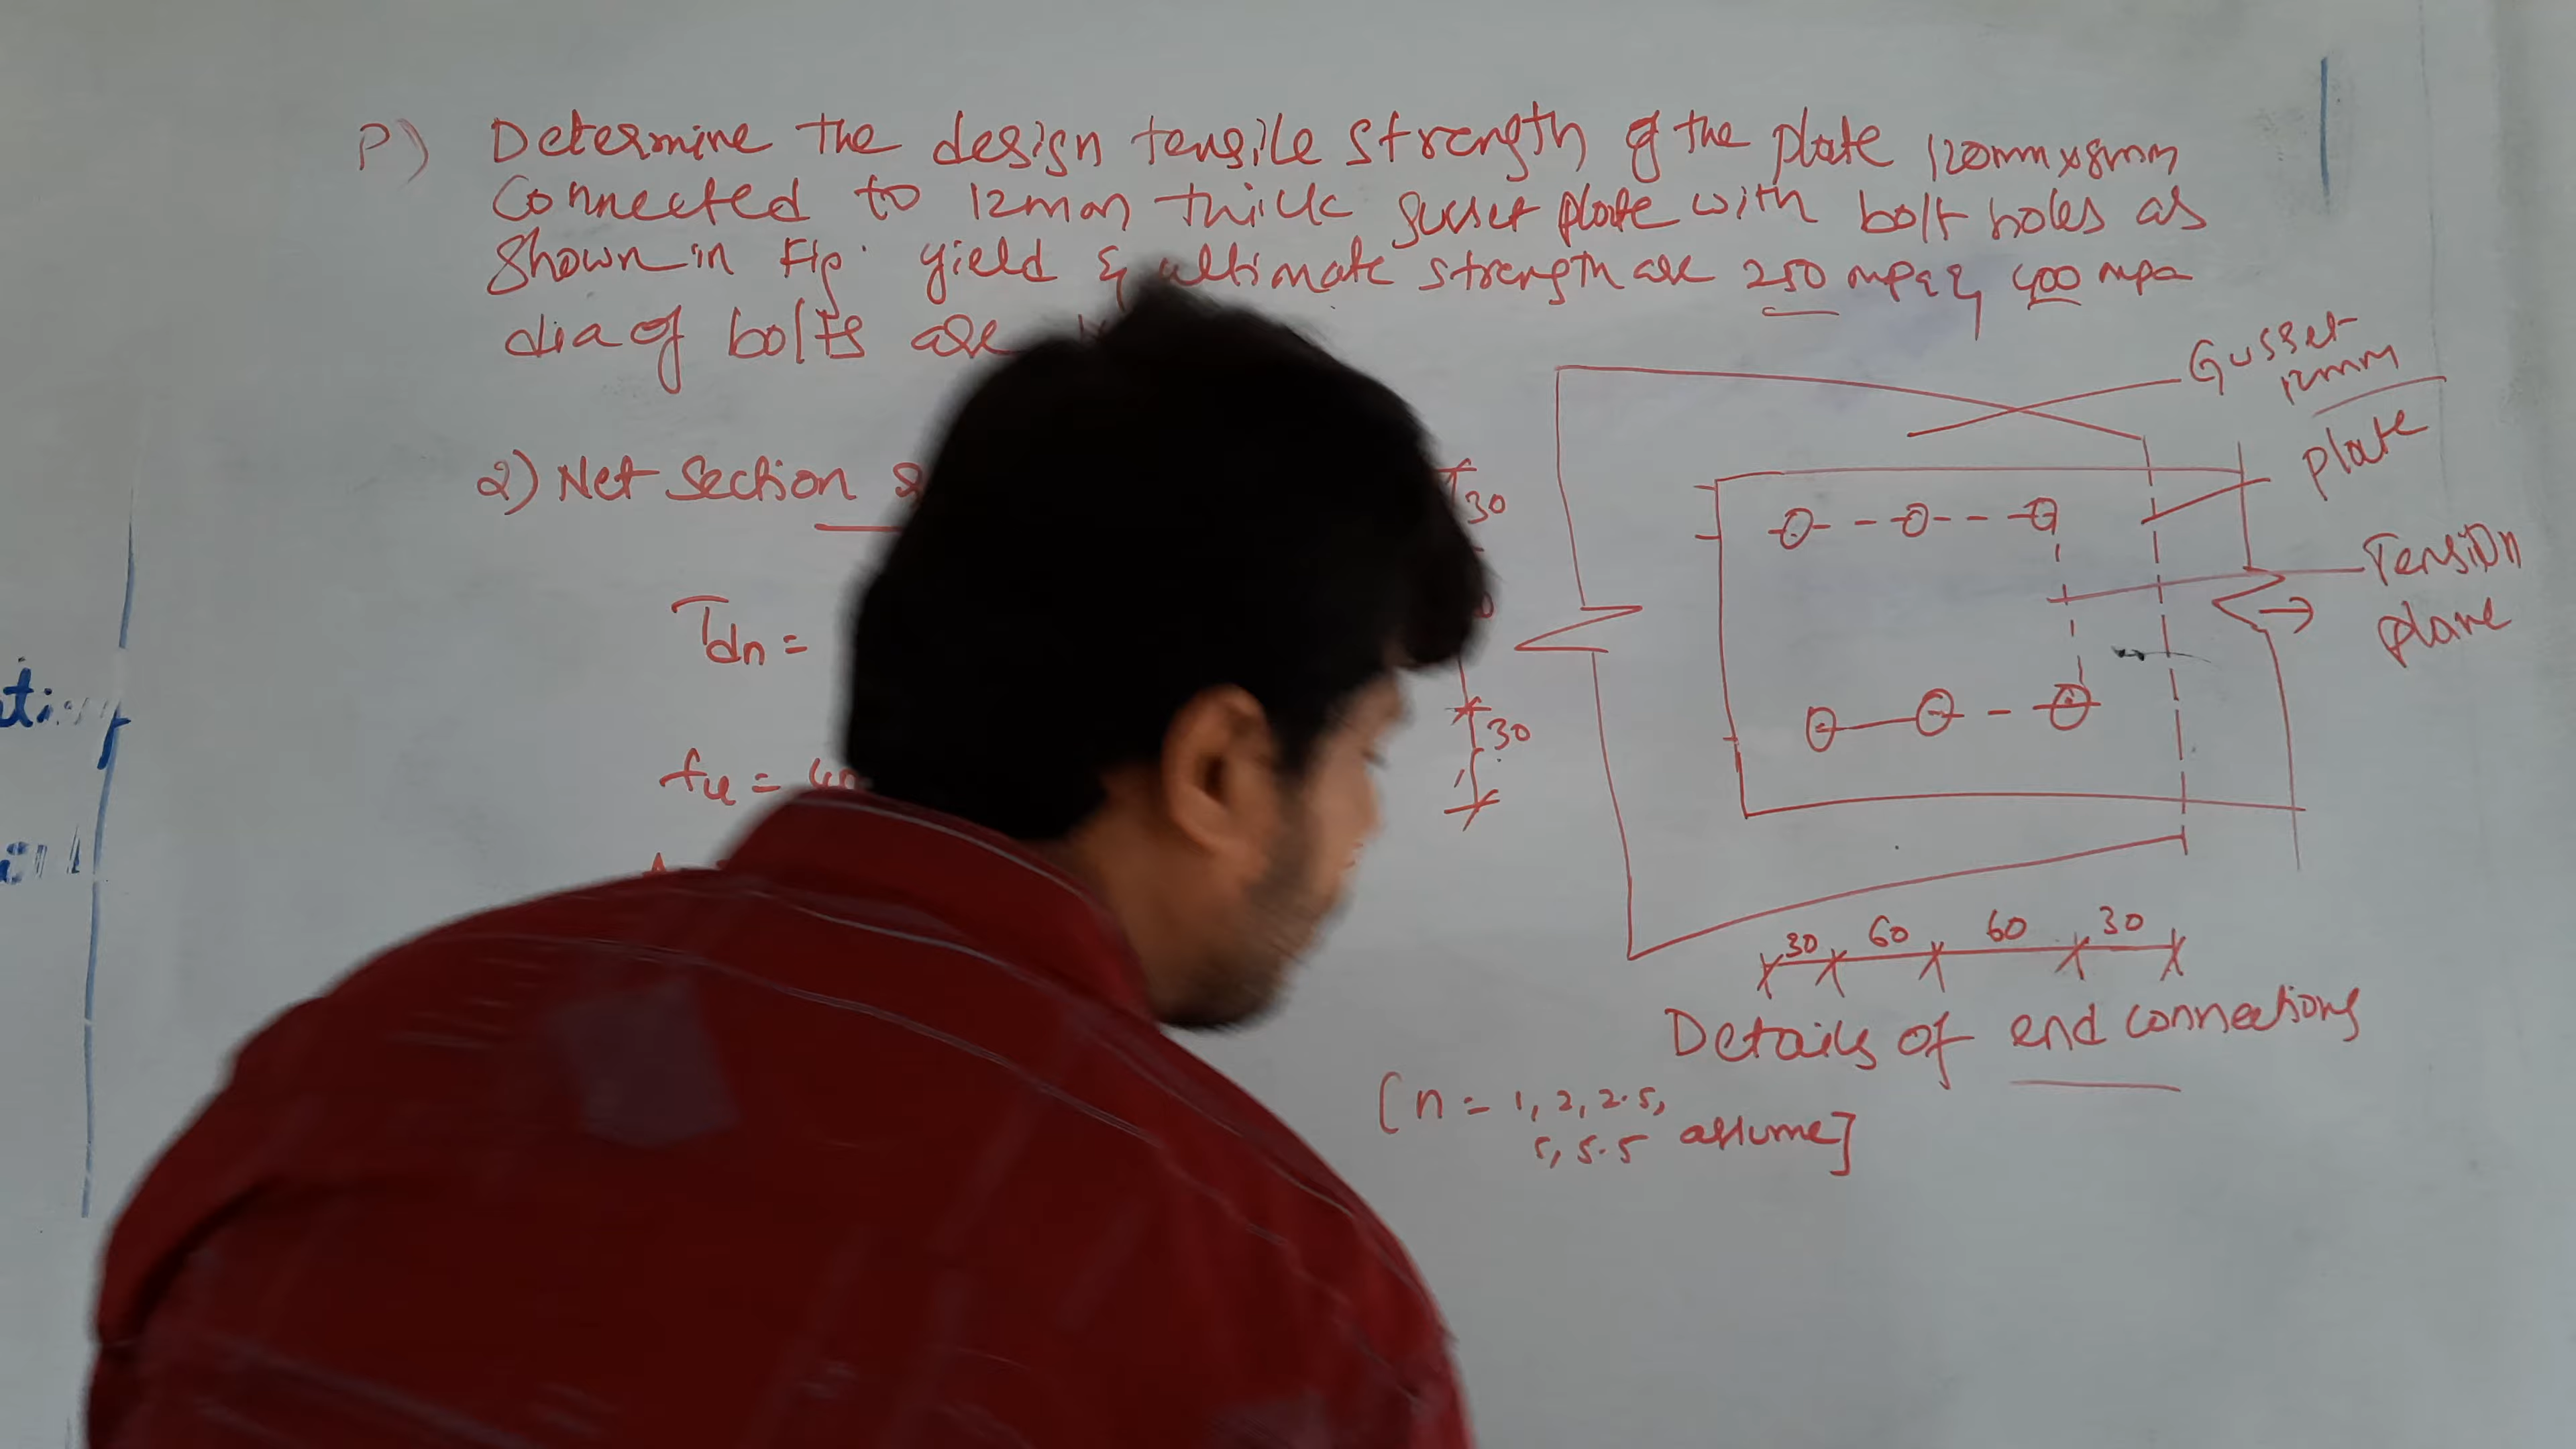 P) Determine the design tensile strength of the plate 120mm x 8mm
Connected to 12mm thick gusset plate with bolt holes as
shown in Fig. yield & ultimate strength are 250 mpa & 400 mpa
dia of bolts are
Gusset
12mm
plate
2) Net Section
30
Tension
plane
Tdn =
30
fu =
30 60 60 30
Details of end connections
[n = 1, 2, 2.5,
5, 5.5 assume]